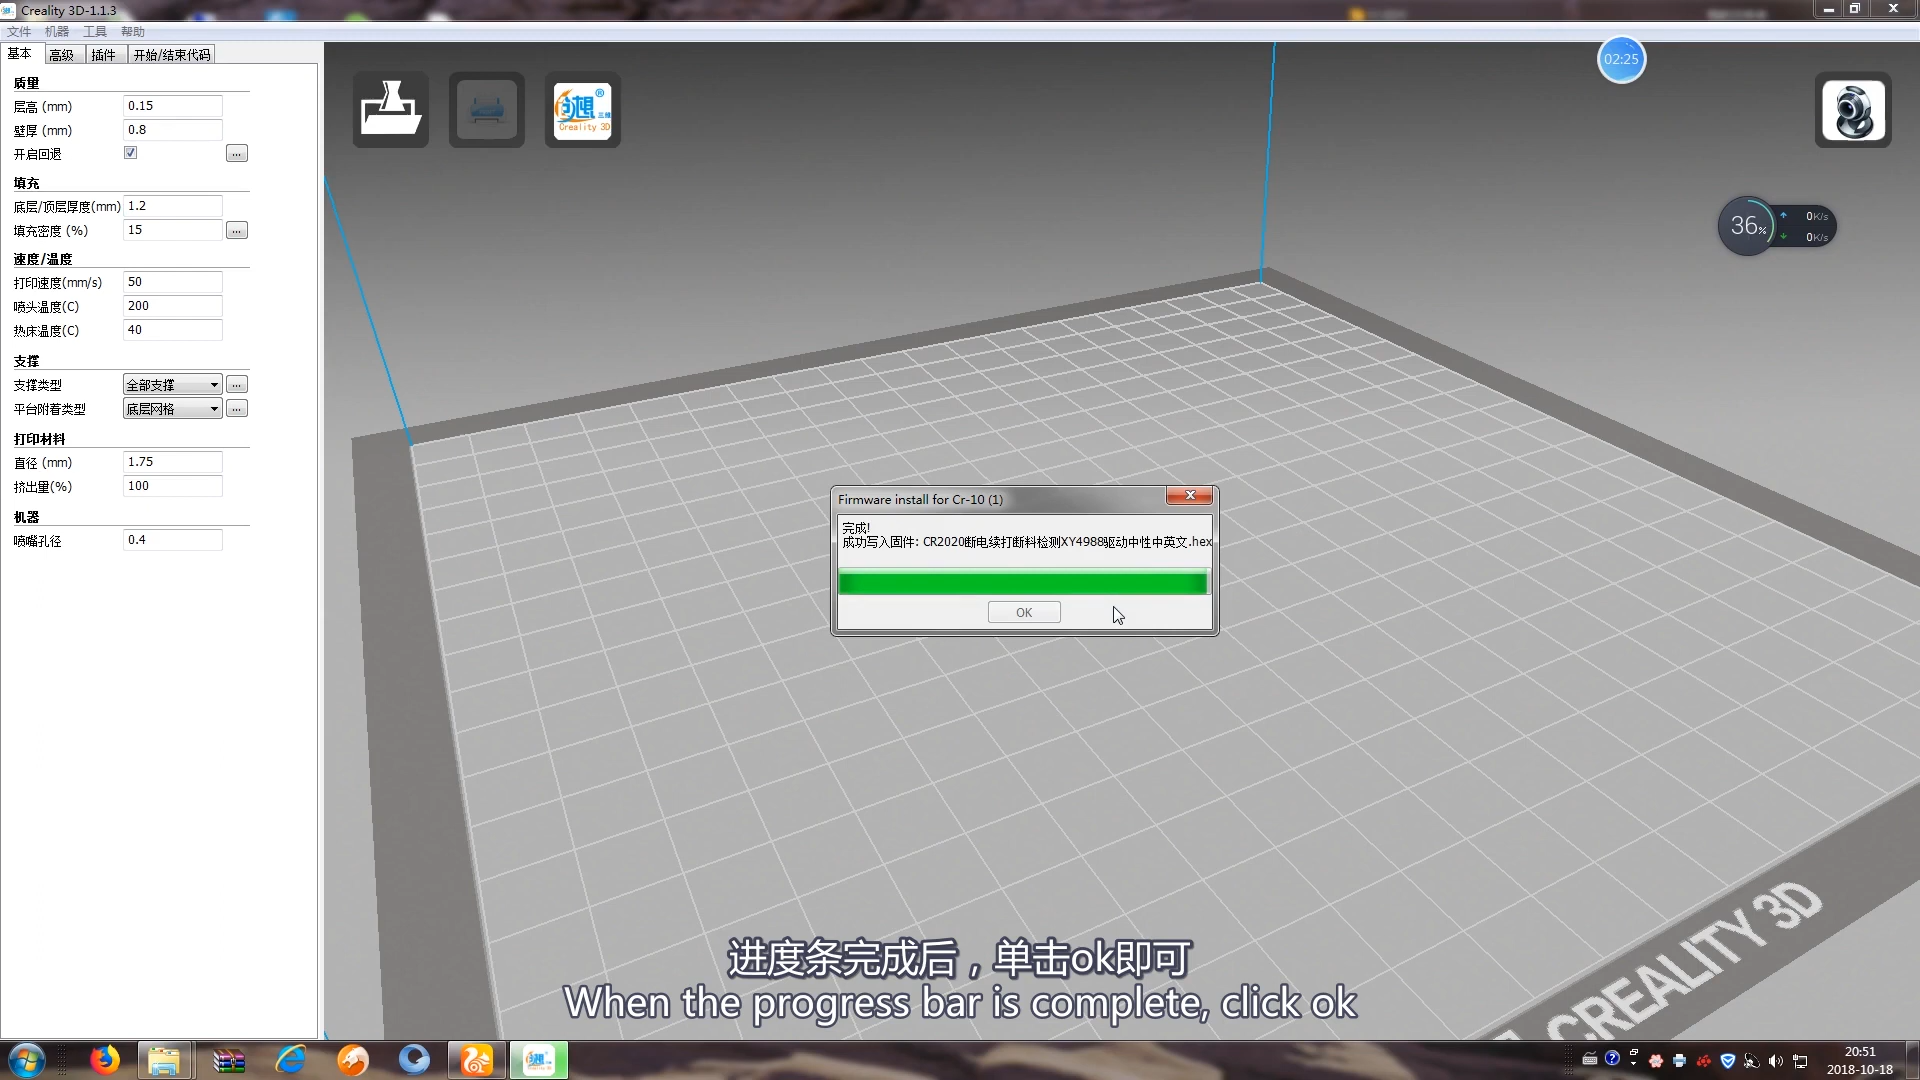 Creality 3D-1.1.3
文件 机器 工具 帮助
基本 高级 插件 开始/结束代码
质量
层高 (mm) 0.15
壁厚 (mm) 0.8
开启回退 ...
填充
底层/顶层厚度(mm) 1.2
填充密度 (%) 15 ...
速度/温度
打印速度(mm/s) 50
喷头温度(C) 200
热床温度(C) 40
支撑
支撑类型 全部支撑 ...
平台附着类型 底层网格 ...
打印材料
直径 (mm) 1.75
挤出量(%) 100
机器
喷嘴孔径 0.4
创想®
三维
Creality 3D
02:25
36%
0K/s
0K/s
Firmware install for Cr-10 (1)
完成!
成功写入固件: CR2020断电续打断料检测XY4988驱动中性中英文.hex
OK
CREALITY 3D
进度条完成后，单击ok即可
When the progress bar is complete, click ok
20:51
2018-10-18